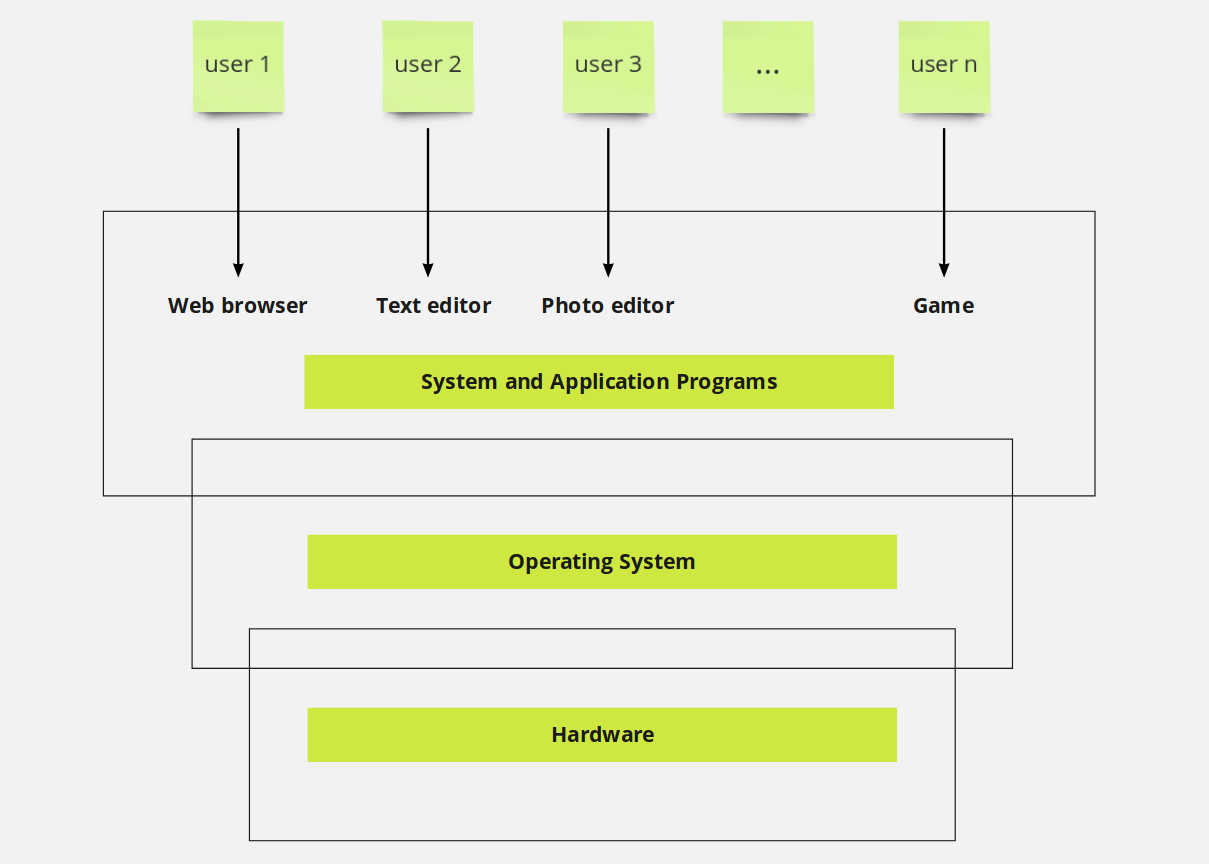 user 1
user 2
user 3
...
user n
Web browser
Text editor
Photo editor
Game
System and Application Programs
Operating System
Hardware